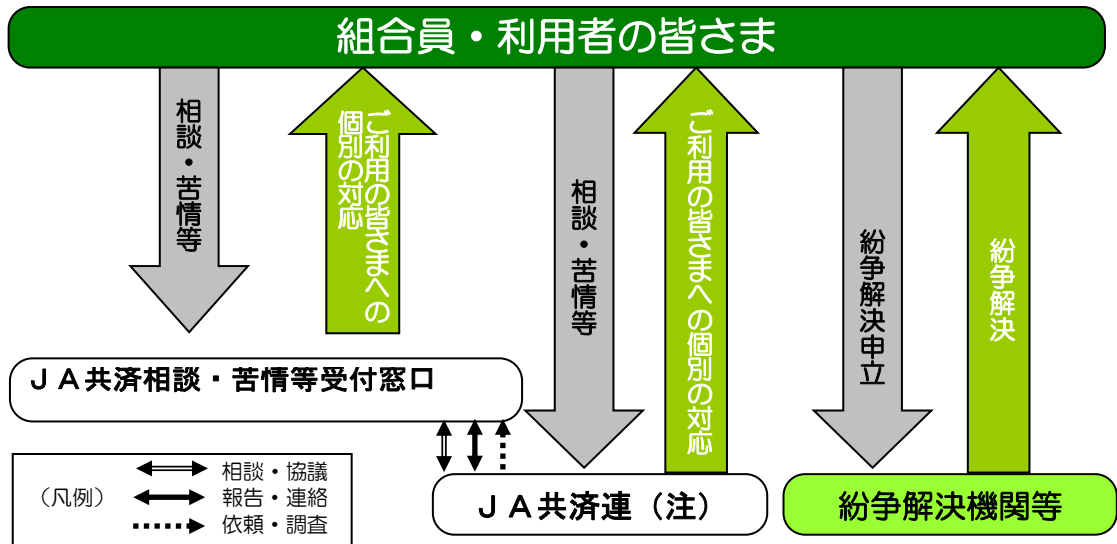 組合員・利用者の皆さま
相談・苦情等
ご利用の皆さまへの
個別の対応
相談・苦情等
ご利用の皆さまへの個別の対応
紛争解決申立
紛争解決
JA共済相談・苦情等受付窓口
JA共済連（注）
紛争解決機関等
（凡例）
相談・協議
報告・連絡
依頼・調査